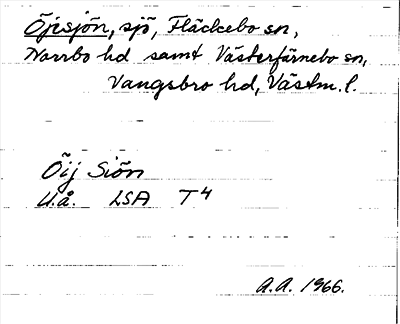 Öjesjön, sjö, Fläckebo sn,
Norrbo hd samt Västerfärnebo sn,
Vangsbro hd, Västm. l.
Öij Siön
U.å. LSA T4
A.A. 1966.